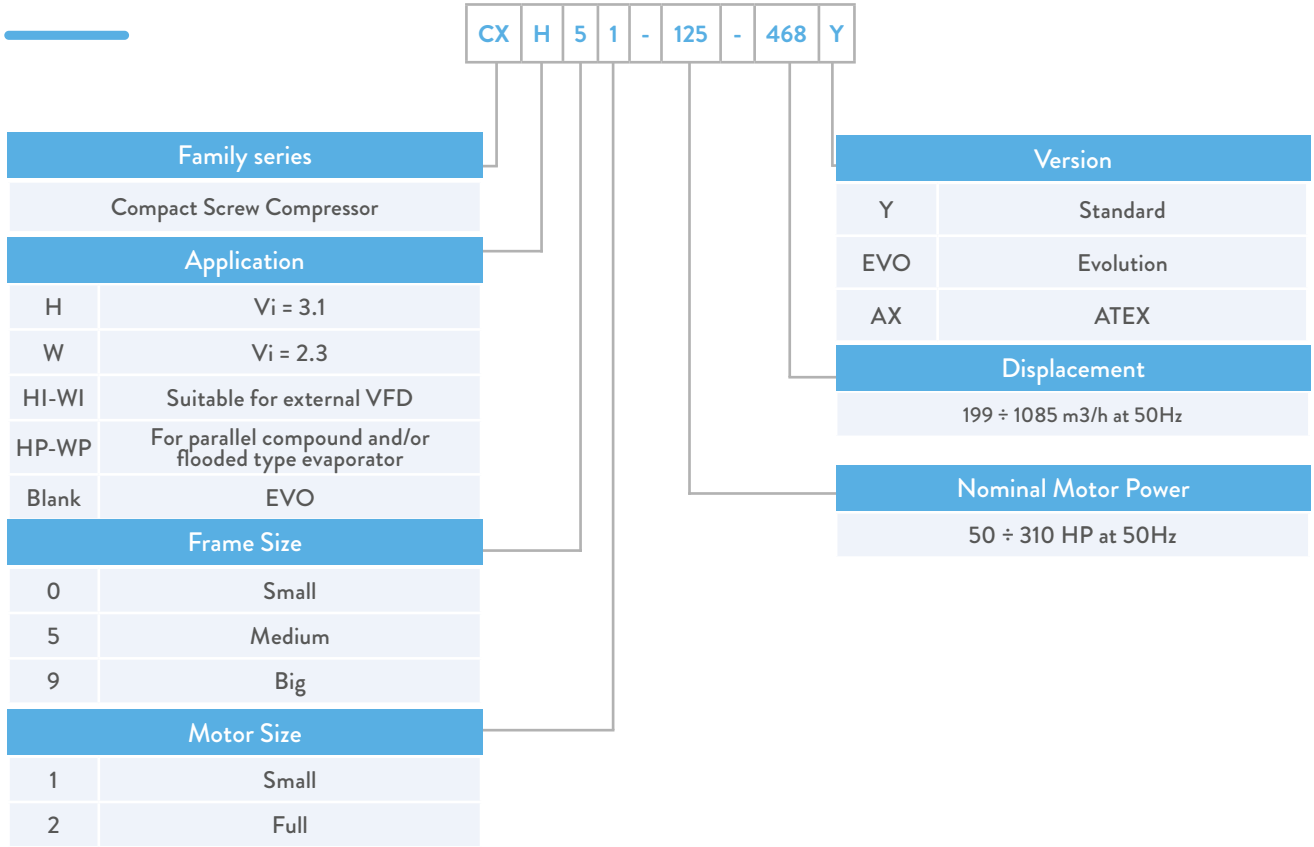 CX H 5 1 - 125 - 468 Y
Family series
Compact Screw Compressor
Application
H Vi = 3.1
W Vi = 2.3
HI-WI Suitable for external VFD
HP-WP For parallel compound and/or
flooded type evaporator
Blank EVO
Frame Size
0 Small
5 Medium
9 Big
Motor Size
1 Small
2 Full
Version
Y Standard
EVO Evolution
AX ATEX
Displacement
199 ÷ 1085 m3/h at 50Hz
Nominal Motor Power
50 ÷ 310 HP at 50Hz